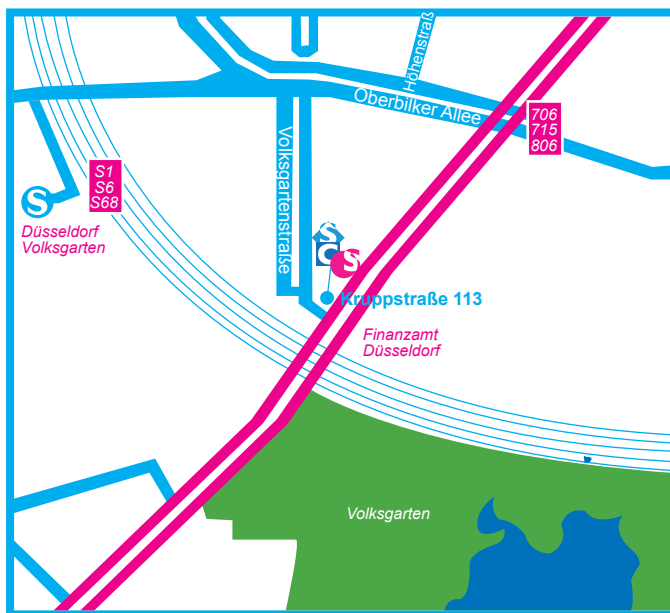 Höhenstraß
Oberbilker Allee
706
715
806
Volksgartenstraße
S1
S6
S68
S
Düsseldorf
Volksgarten
S
C
S
Kruppstraße 113
Finanzamt
Düsseldorf
Volksgarten